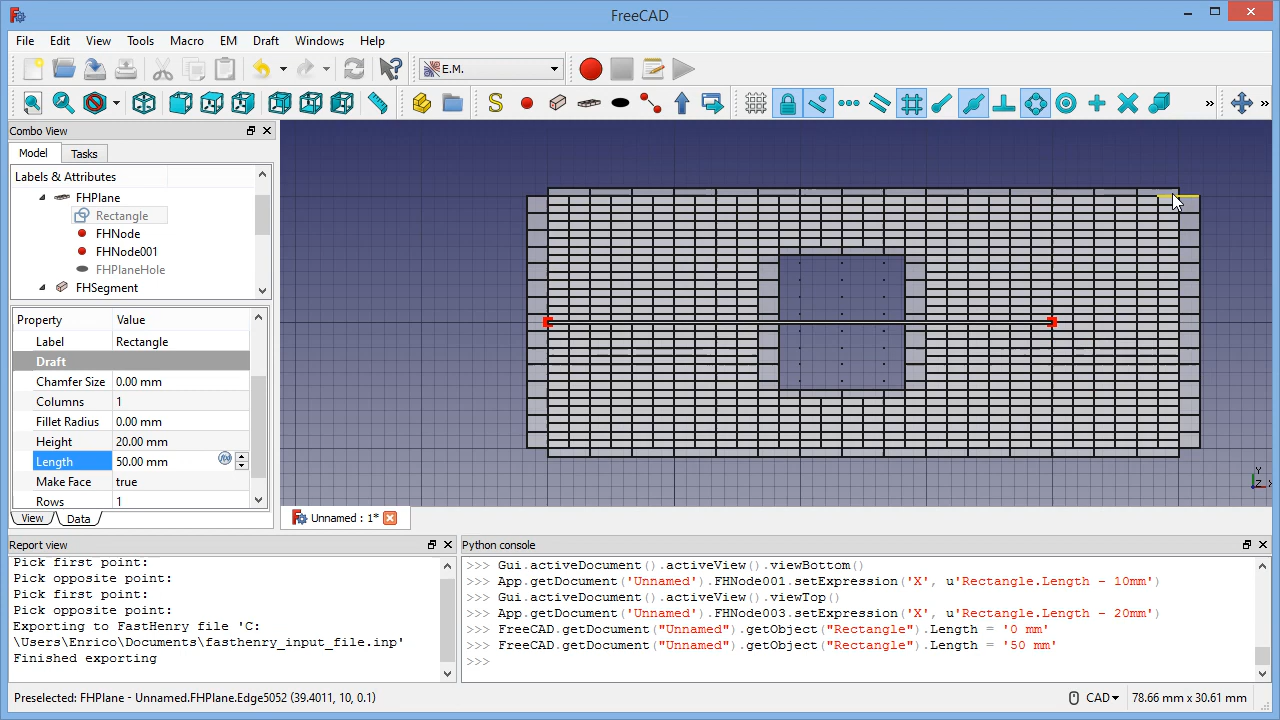 FreeCAD
File Edit View Tools Macro EM Draft Windows Help
E.M.
S
»
»
Combo View
Model Tasks
Labels & Attributes
FHPlane
Rectangle
FHNode
FHNode001
FHPlaneHole
FHSegment
Property Value
Label Rectangle
Draft
Chamfer Size 0.00 mm
Columns 1
Fillet Radius 0.00 mm
Height 20.00 mm
Length 50.00 mm
Make Face true
Rows 1
View Data
Y
Z X
Unnamed : 1*
Report view
Pick first point:
Pick opposite point:
Pick first point:
Pick opposite point:
Exporting to FastHenry file 'C:
\Users\Enrico\Documents\fasthenry_input_file.inp'
Finished exporting
Python console
>>> Gui.activeDocument().activeView().viewBottom()
>>> App.getDocument('Unnamed').FHNode001.setExpression('X', u'Rectangle.Length - 10mm')
>>> Gui.activeDocument().activeView().viewTop()
>>> App.getDocument('Unnamed').FHNode003.setExpression('X', u'Rectangle.Length - 20mm')
>>> FreeCAD.getDocument("Unnamed").getObject("Rectangle").Length = '0 mm'
>>> FreeCAD.getDocument("Unnamed").getObject("Rectangle").Length = '50 mm'
>>>
Preselected: FHPlane - Unnamed.FHPlane.Edge5052 (39.4011, 10, 0.1)
CAD 78.66 mm x 30.61 mm